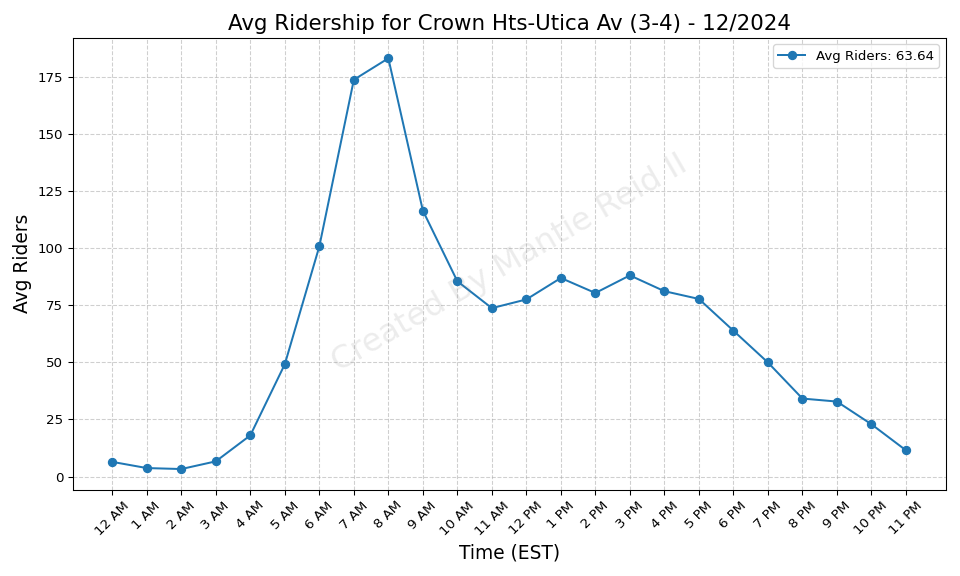 Avg Ridership for Crown Hts-Utica Av (3-4) - 12/2024
Avg Riders: 63.64
175
150
125
100
75
50
25
0
Avg Riders
Created By Mantie Reid II
12 AM
1 AM
2 AM
3 AM
4 AM
5 AM
6 AM
7 AM
8 AM
9 AM
10 AM
11 AM
12 PM
1 PM
2 PM
3 PM
4 PM
5 PM
6 PM
7 PM
8 PM
9 PM
10 PM
11 PM
Time (EST)